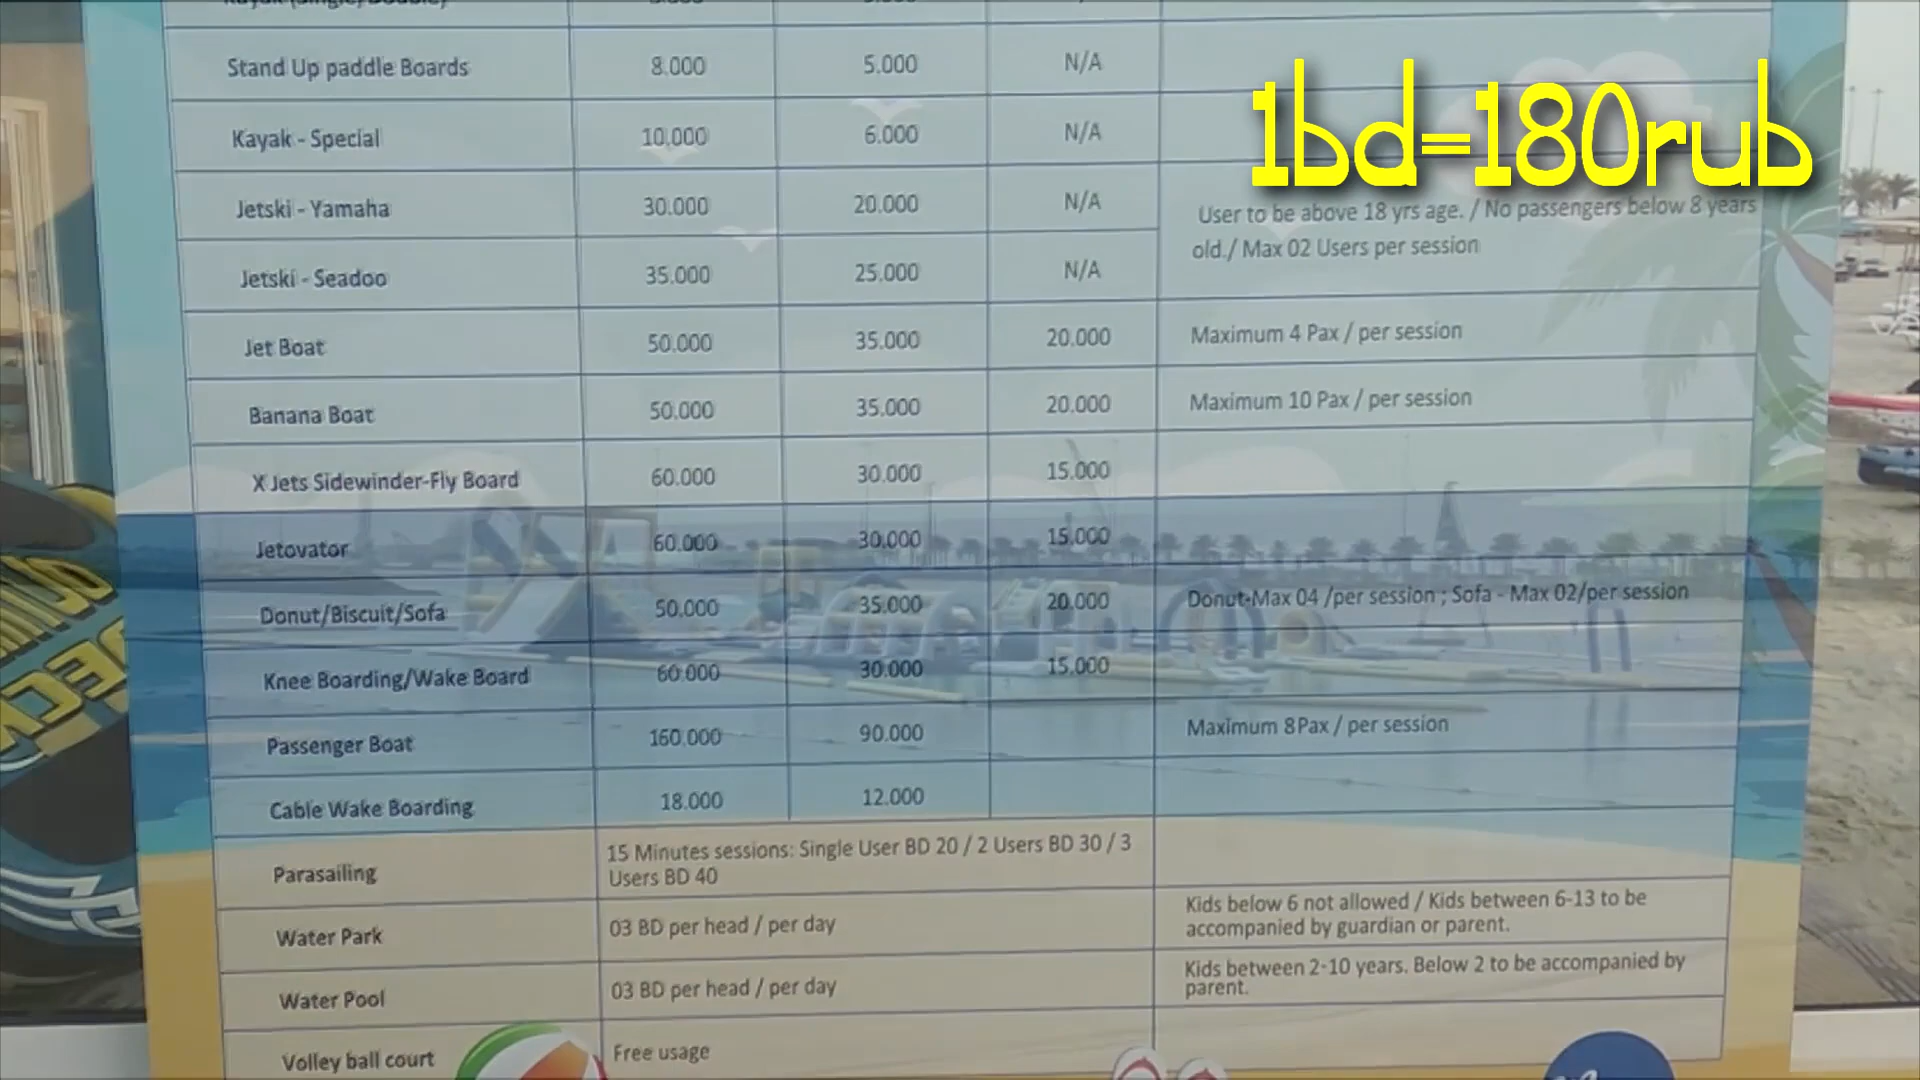 Stand Up paddle Boards 8.000 5.000 N/A
1bd=180rub
Kayak - Special 10.000 6.000 N/A
Jetski - Yamaha 30.000 20.000 N/A
User to be above 18 yrs age. / No passengers below 8 years
old./ Max 02 Users per session
Jetski - Seadoo 35.000 25.000 N/A
Jet Boat 50.000 35.000 20.000 Maximum 4 Pax / per session
Banana Boat 50.000 35.000 20.000 Maximum 10 Pax / per session
X Jets Sidewinder-Fly Board 60.000 30.000 15.000
Jetovator 60.000 30.000 15.000
Donut/Biscuit/Sofa 50.000 35.000 20.000 Donut-Max 04 /per session ; Sofa - Max 02/per session
Knee Boarding/Wake Board 60.000 30.000 15.000
Passenger Boat 160.000 90.000 Maximum 8Pax / per session
Cable Wake Boarding 18.000 12.000
Parasailing
15 Minutes sessions: Single User BD 20 / 2 Users BD 30 / 3
Users BD 40
Water Park 03 BD per head / per day
Kids below 6 not allowed / Kids between 6-13 to be
accompanied by guardian or parent.
Water Pool 03 BD per head / per day
Kids between 2-10 years. Below 2 to be accompanied by
parent.
Volley ball court Free usage